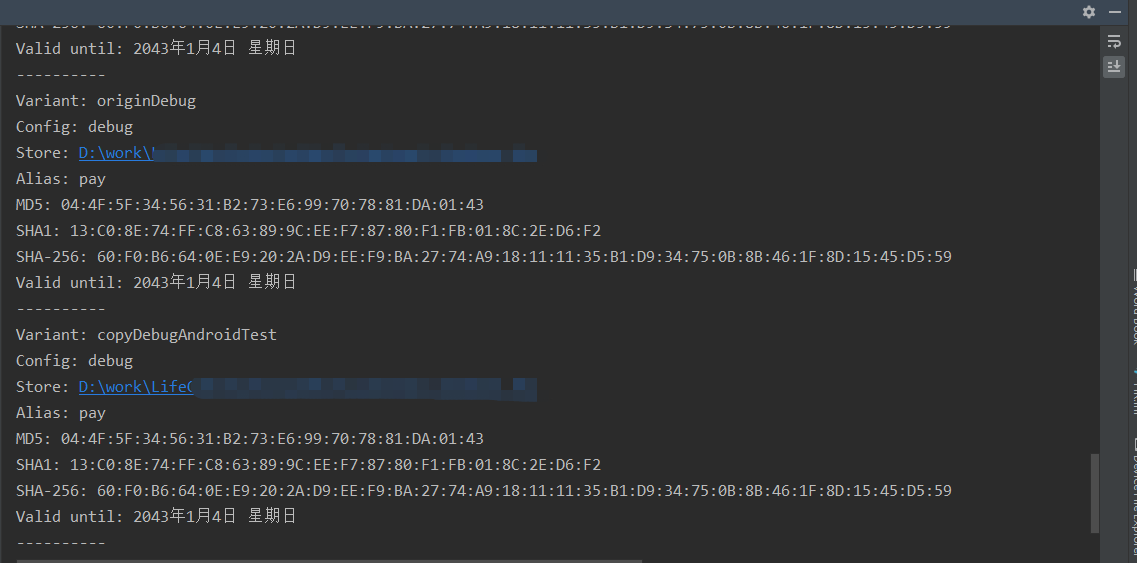 Valid until: 2043年1月4日 星期日
----------
Variant: originDebug
Config: debug
Store: D:\work\
Alias: pay
MD5: 04:4F:5F:34:56:31:B2:73:E6:99:70:78:81:DA:01:43
SHA1: 13:C0:8E:74:FF:C8:63:89:9C:EE:F7:87:80:F1:FB:01:8C:2E:D6:F2
SHA-256: 60:F0:B6:64:0E:E9:20:2A:D9:EE:F9:BA:27:74:A9:18:11:11:35:B1:D9:34:75:0B:8B:46:1F:8D:15:45:D5:59
Valid until: 2043年1月4日 星期日
----------
Variant: copyDebugAndroidTest
Config: debug
Store: D:\work\Life
Alias: pay
MD5: 04:4F:5F:34:56:31:B2:73:E6:99:70:78:81:DA:01:43
SHA1: 13:C0:8E:74:FF:C8:63:89:9C:EE:F7:87:80:F1:FB:01:8C:2E:D6:F2
SHA-256: 60:F0:B6:64:0E:E9:20:2A:D9:EE:F9:BA:27:74:A9:18:11:11:35:B1:D9:34:75:0B:8B:46:1F:8D:15:45:D5:59
Valid until: 2043年1月4日 星期日
----------